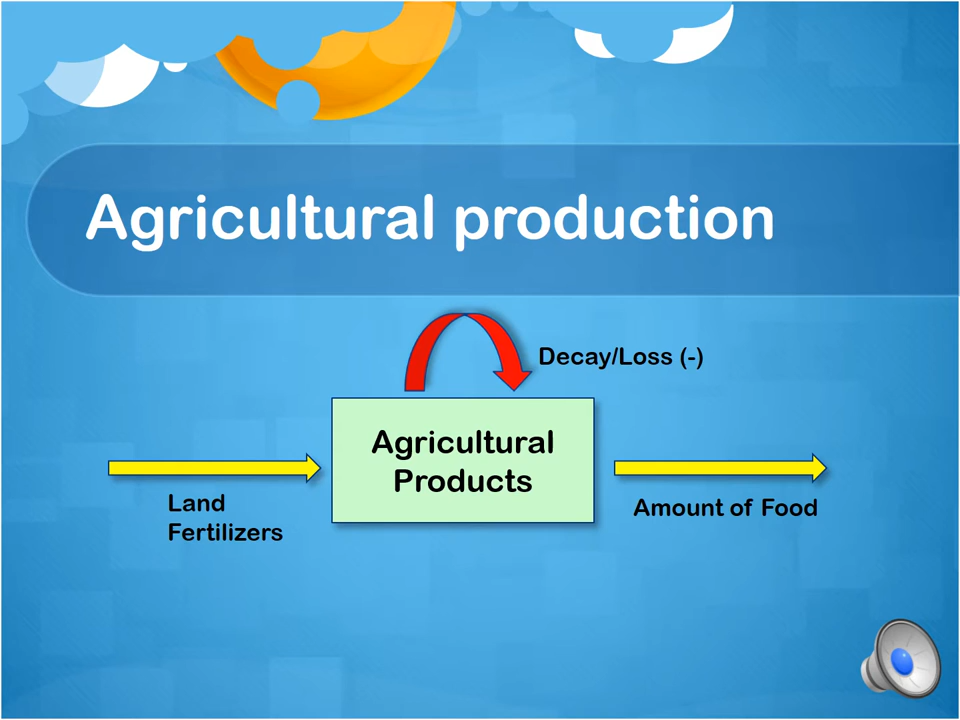 Agricultural production
Decay/Loss (-)
Agricultural
Products
Land
Fertilizers
Amount of Food